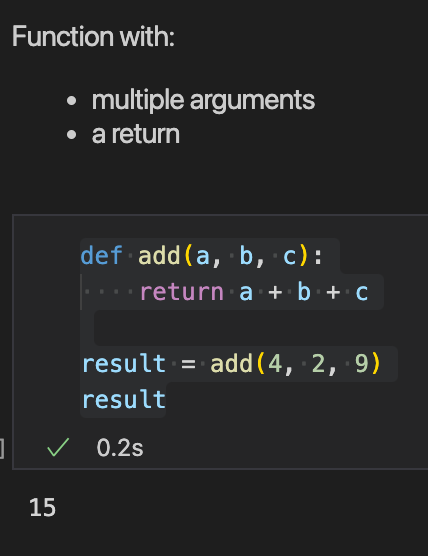 Function with:
• multiple arguments
• a return
def add(a, b, c):
    return a + b + c
result = add(4, 2, 9)
result
] ✓ 0.2s
15